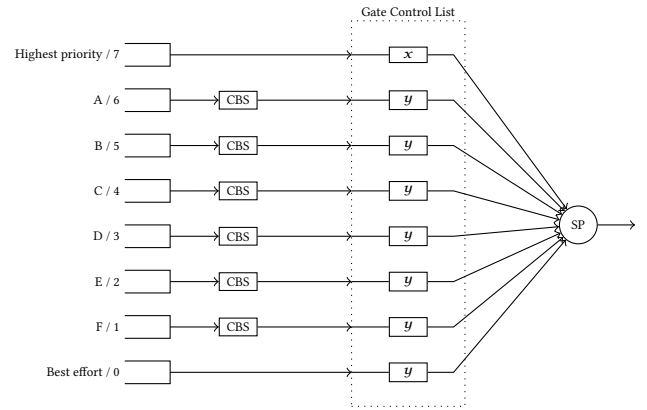 Gate Control List
Highest priority / 7 x
A / 6 CBS y
B / 5 CBS y
C / 4 CBS y
SP
D / 3 CBS y
E / 2 CBS y
F / 1 CBS y
Best effort / 0 y